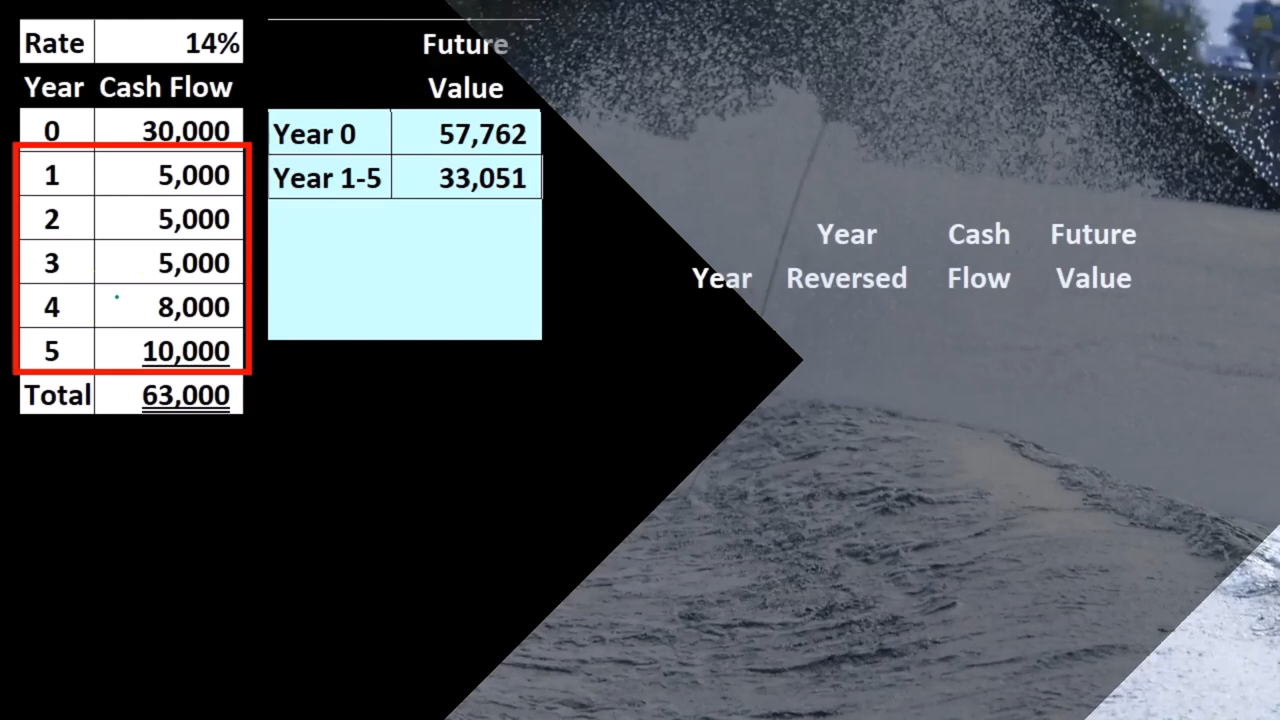 Rate 14%
Year Cash Flow
0 30,000
1 5,000
2 5,000
3 5,000
4 8,000
5 10,000
Total 63,000
Future
Value
Year 0 57,762
Year 1-5 33,051
Year Cash Future
Year Reversed Flow Value